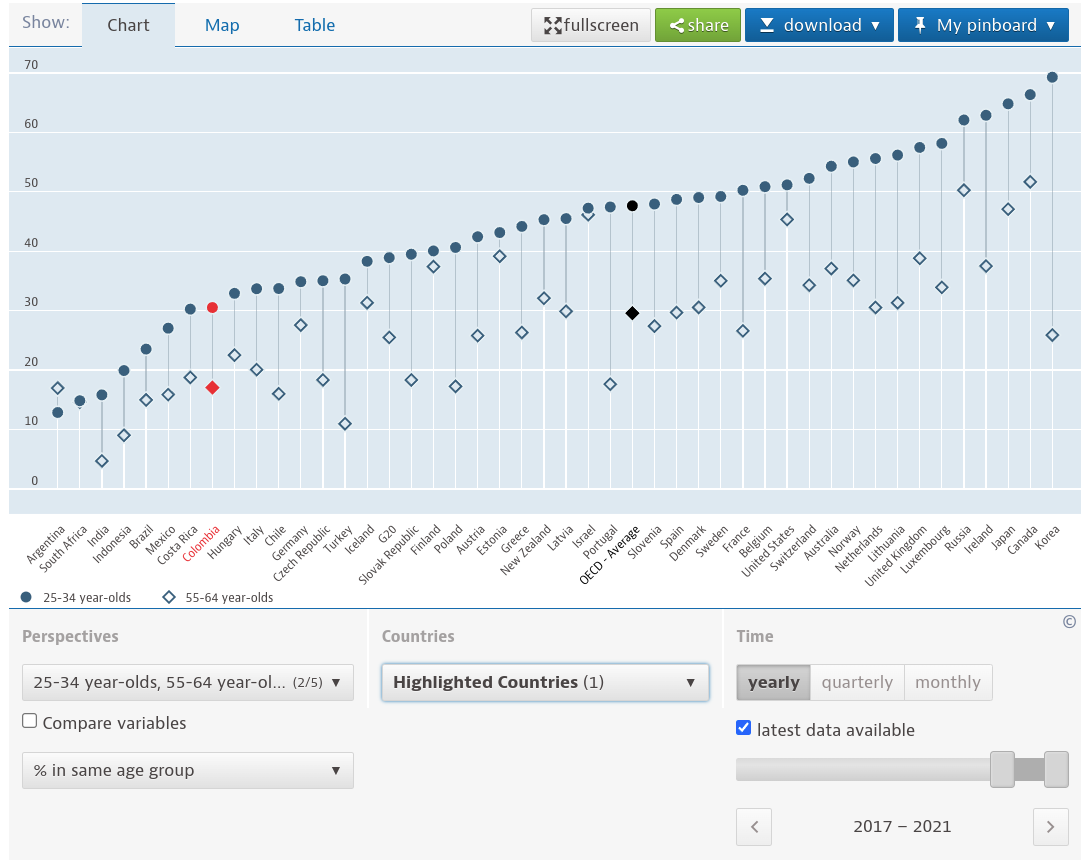 Show: Chart Map Table fullscreen share download ▼ My pinboard ▼
70
60
50
40
30
20
10
0
Argentina
South Africa
India
Indonesia
Brazil
Mexico
Costa Rica
Colombia
Hungary
Italy
Chile
Germany
Czech Republic
Turkey
Iceland
G20
Slovak Republic
Finland
Poland
Austria
Estonia
Greece
New Zealand
Latvia
Israel
Portugal
OECD - Average
Slovenia
Spain
Denmark
Sweden
France
Belgium
United States
Switzerland
Australia
Norway
Netherlands
Lithuania
United Kingdom
Luxembourg
Russia
Ireland
Japan
Canada
Korea
25-34 year-olds 55-64 year-olds
©
Perspectives Countries Time
25-34 year-olds, 55-64 year-ol... (2/5) ▼ Highlighted Countries (1) ▼ yearly quarterly monthly
Compare variables latest data available
% in same age group ▼
2017 – 2021